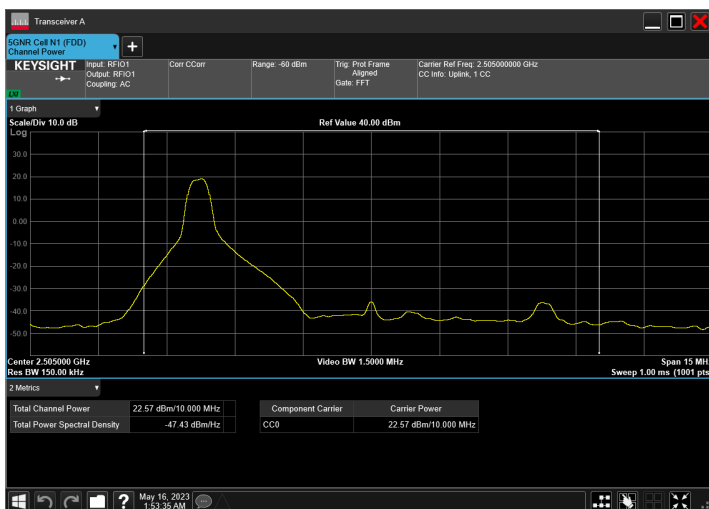 Transceiver A
5GNR Cell N1 (FDD)
Channel Power
KEYSIGHT
Input: RFIO1
Output: RFIO1
Coupling: AC
Corr CCorr
Range: -60 dBm
Trig: Prot Frame
Aligned
Gate: FFT
Carrier Ref Freq: 2.505000000 GHz
CC Info: Uplink, 1 CC
LXI
1 Graph
Scale/Div 10.0 dB
Ref Value 40.00 dBm
Log
30.0
20.0
10.0
0.00
-10.0
-20.0
-30.0
-40.0
-50.0
Center 2.505000 GHz
Video BW 1.5000 MHz
Span 15 MHz
Res BW 150.00 kHz
Sweep 1.00 ms (1001 pts)
2 Metrics
Total Channel Power 22.57 dBm/10.000 MHz
Total Power Spectral Density -47.43 dBm/Hz
Component Carrier Carrier Power
CC0 22.57 dBm/10.000 MHz
?
May 16, 2023
1:53:35 AM